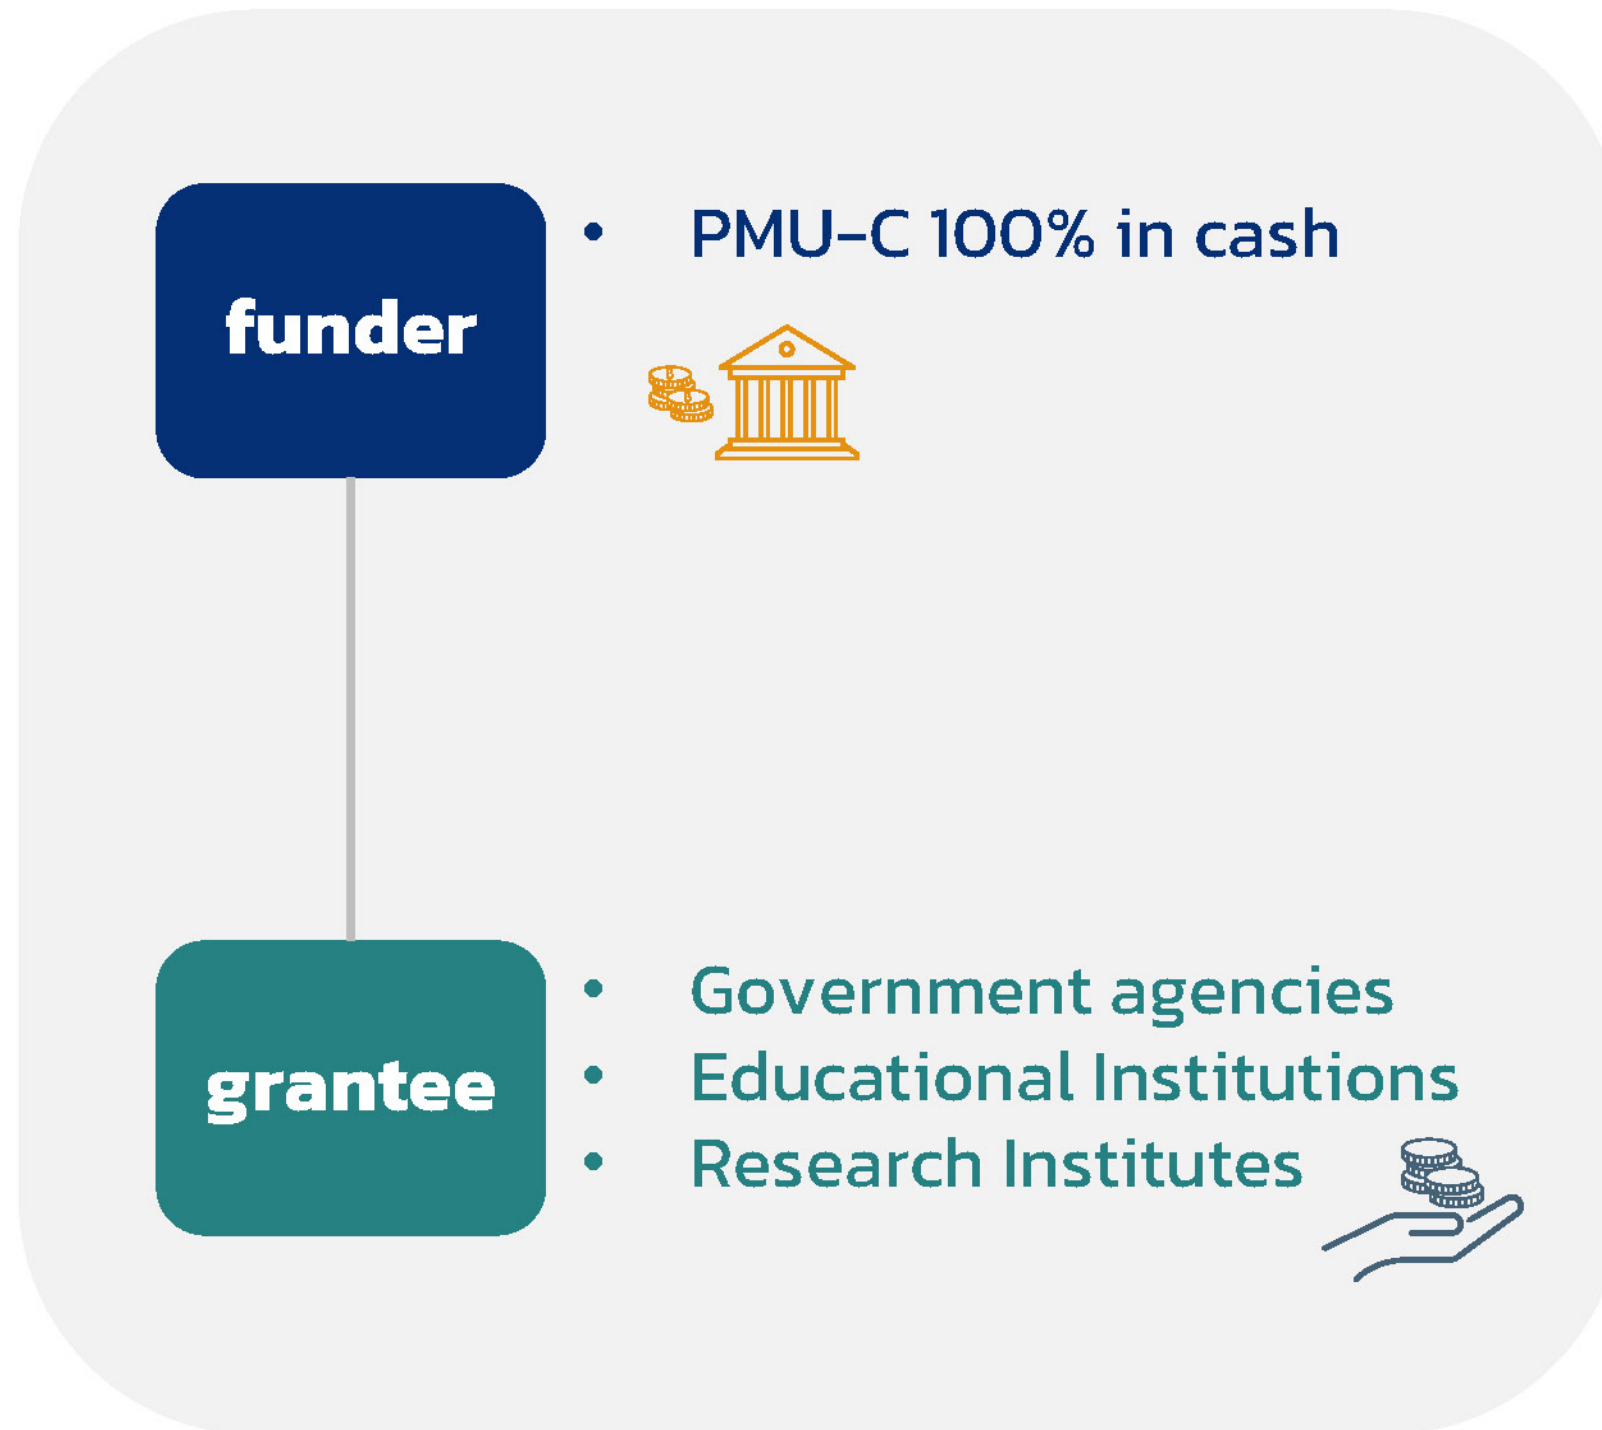 funder
• PMU-C 100% in cash
grantee
• Government agencies
• Educational Institutions
• Research Institutes